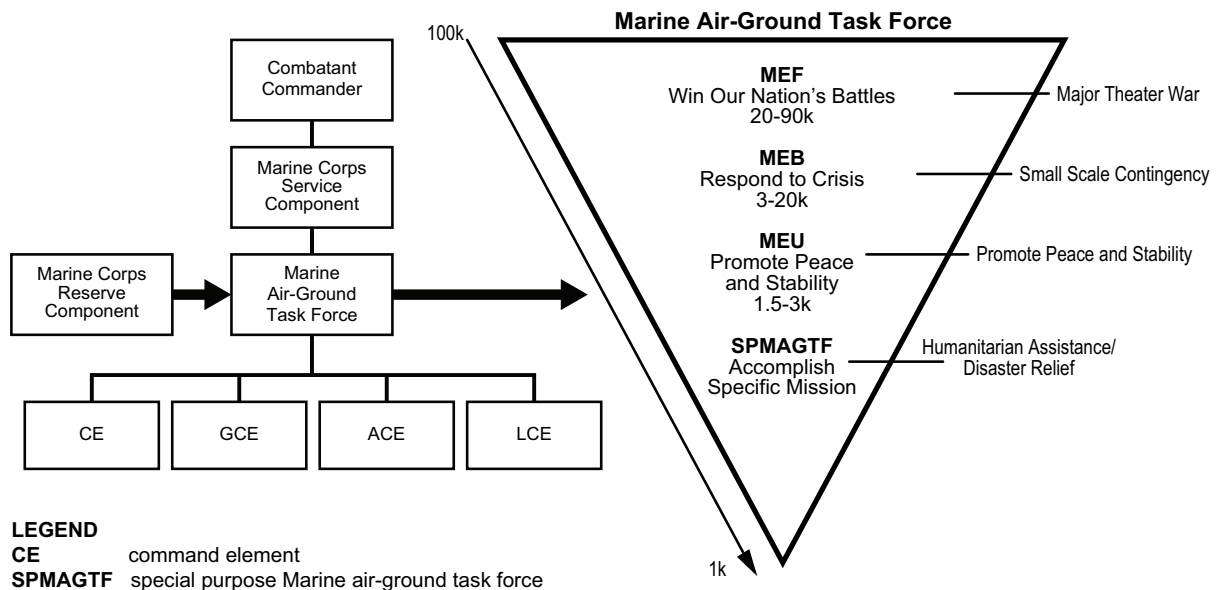 Marine Air-Ground Task Force
100k
Combatant
Commander
Marine Corps
Service
Component
Marine Corps
Reserve
Component
Marine
Air-Ground
Task Force
CE
GCE
ACE
LCE
MEF
Win Our Nation's Battles
20-90k
Major Theater War
MEB
Respond to Crisis
3-20k
Small Scale Contingency
MEU
Promote Peace
and Stability
1.5-3k
Promote Peace and Stability
SPMAGTF
Accomplish
Specific Mission
Humanitarian Assistance/
Disaster Relief
1k
LEGEND
CE command element
SPMAGTF special purpose Marine air-ground task force